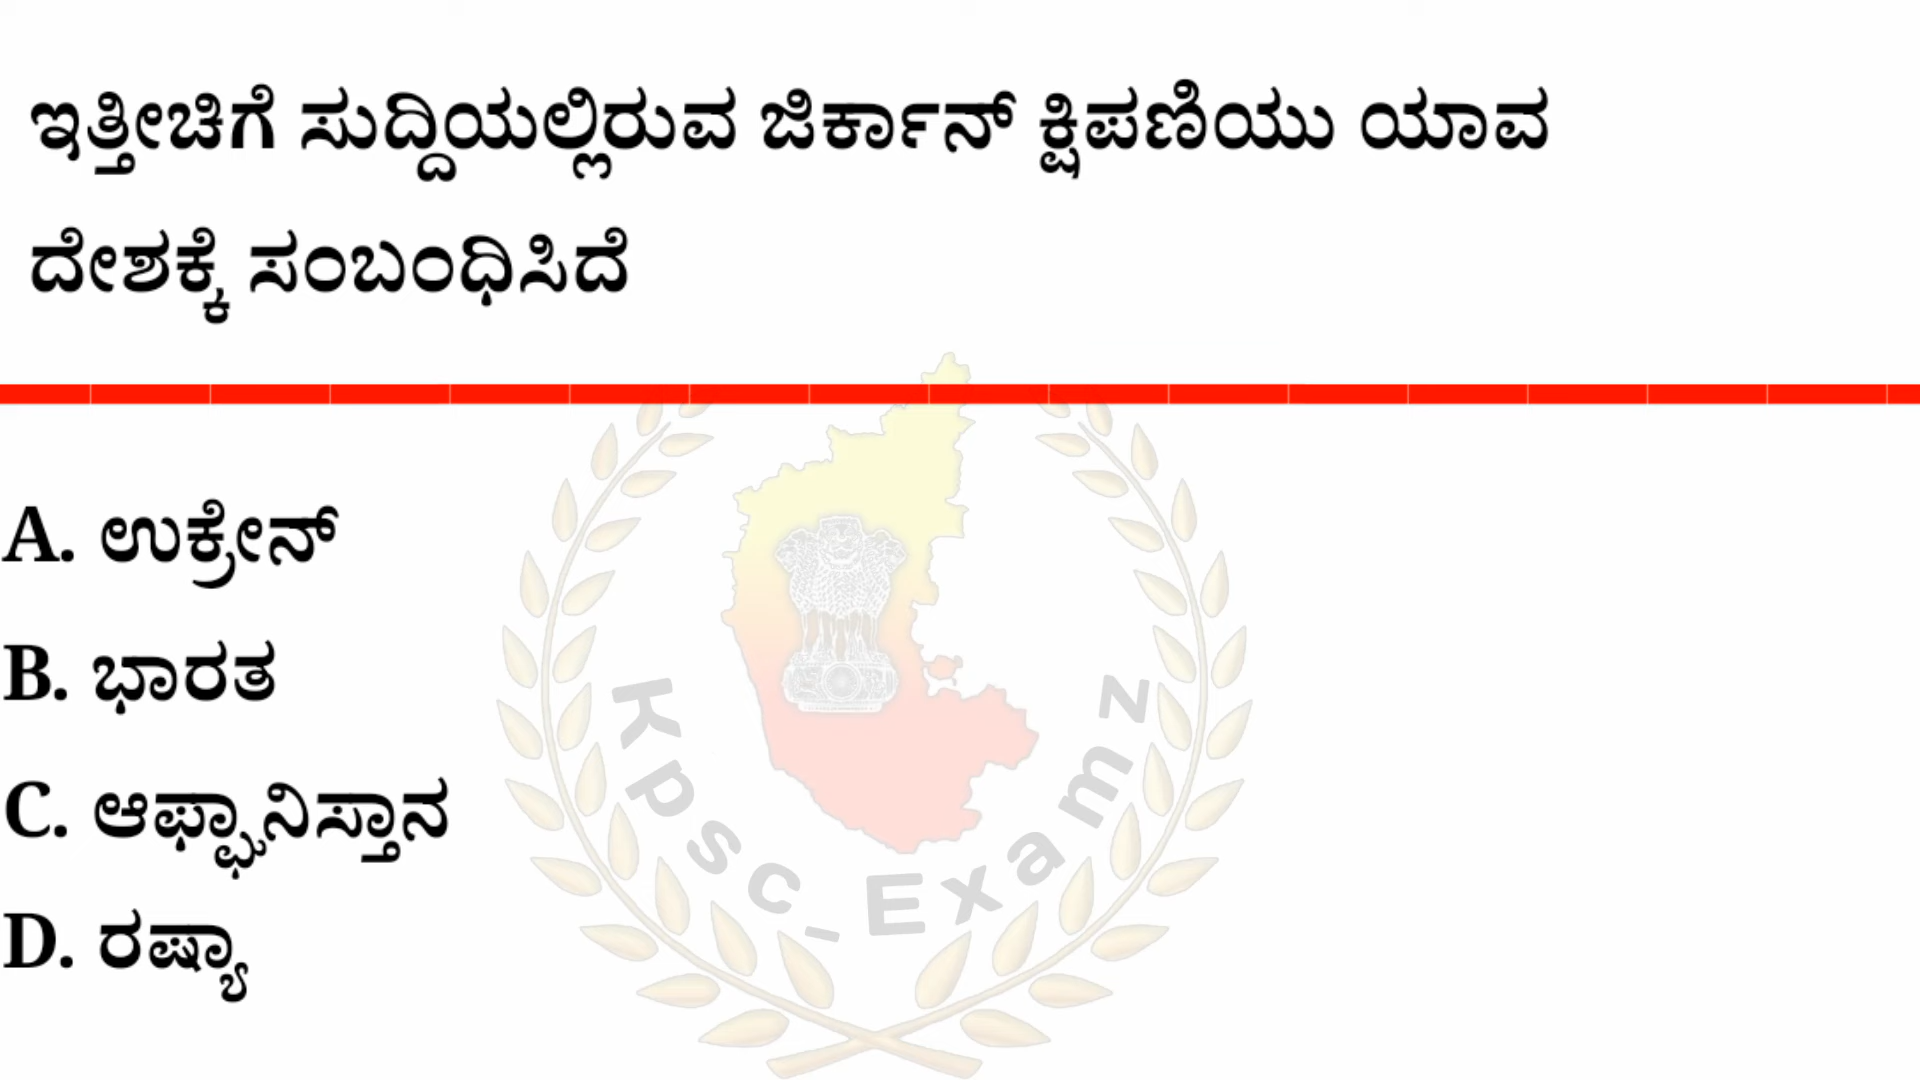 ಇತ್ತೀಚಿಗೆ ಸುದ್ದಿಯಲ್ಲಿರುವ ಜಿರ್ಕಾನ್ ಕ್ಷಿಪಣಿಯು ಯಾವ
ದೇಶಕ್ಕೆ ಸಂಬಂಧಿಸಿದೆ
A. ಉಕ್ರೇನ್
B. ಭಾರತ
C. ಆಫ್ಘಾನಿಸ್ತಾನ
D. ರಷ್ಯಾ
Kpsc_Examz